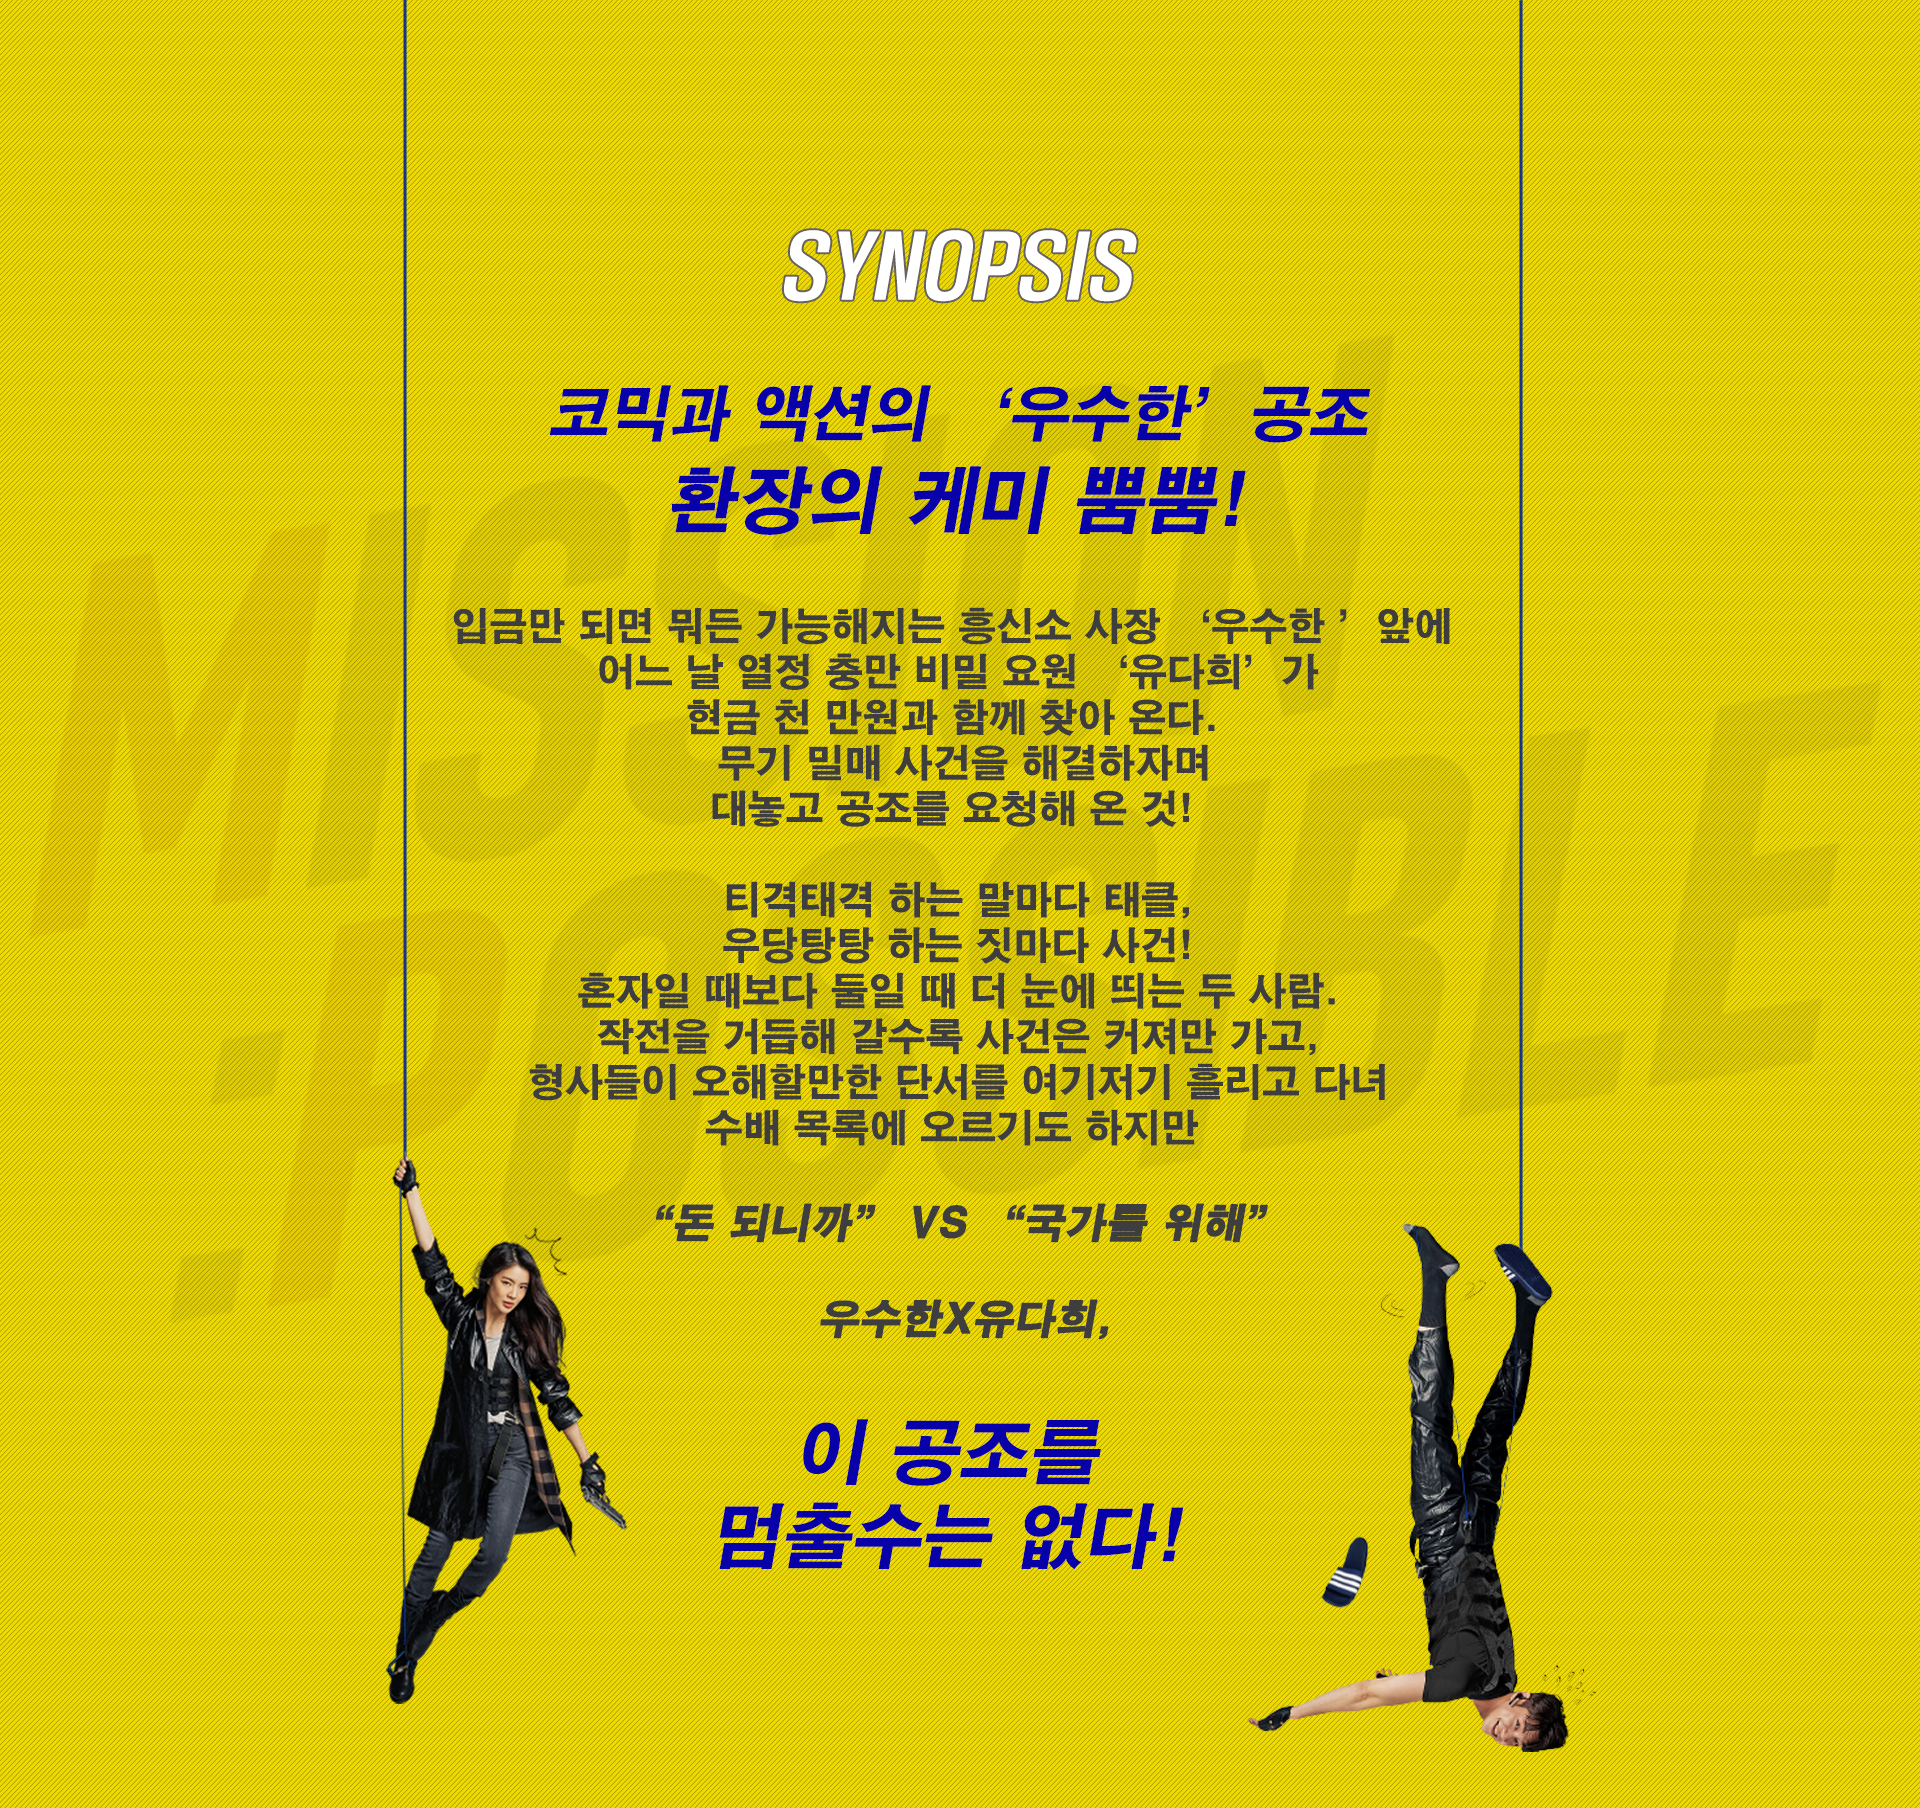 SYNOPSIS
코믹과 액션의 ‘우수한’ 공조
환장의 케미 뿜뿜!
입금만 되면 뭐든 가능해지는 흥신소 사장 ‘우수한 ’ 앞에
어느 날 열정 충만 비밀 요원 ‘유다희’ 가
현금 천 만원과 함께 찾아 온다.
무기 밀매 사건을 해결하자며
대놓고 공조를 요청해 온 것!
티격태격 하는 말마다 태클,
우당탕탕 하는 짓마다 사건!
혼자일 때보다 둘일 때 더 눈에 띄는 두 사람.
작전을 거듭해 갈수록 사건은 커져만 가고,
형사들이 오해할만한 단서를 여기저기 흘리고 다녀
수배 목록에 오르기도 하지만
“돈 되니까” VS “국가를 위해”
우수한X유다희,
이 공조를
멈출수는 없다!
MISSION
:POSSIBLE